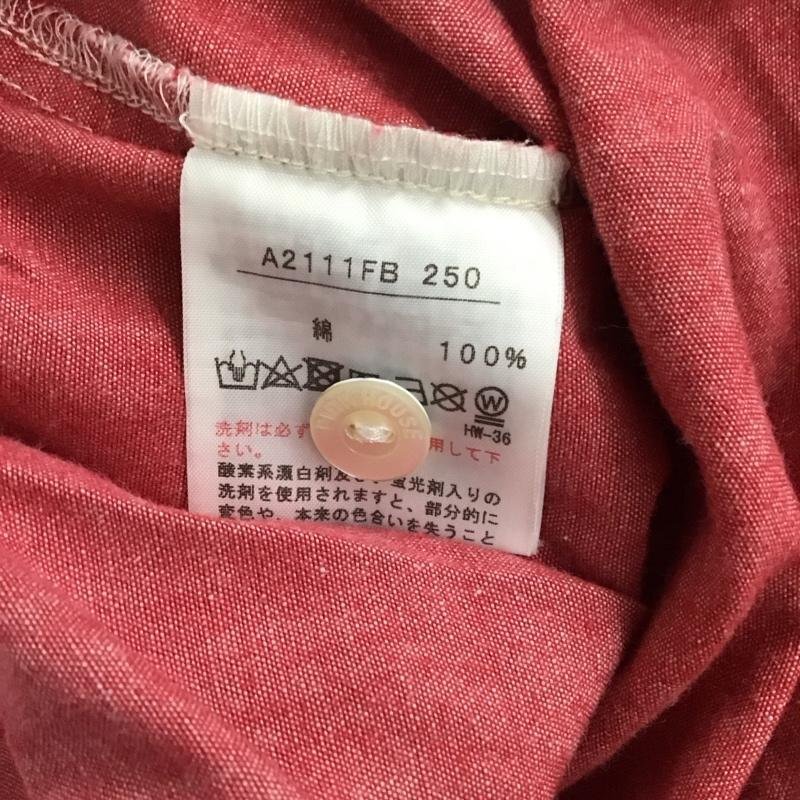 A2111FB 250
綿 100%
W
HW-36
洗剤は必ず 用して下
さい。
HOUSE
酸素系漂白剤及び、蛍光剤入りの
洗剤を使用されますと、部分的に
変色や、本来の色合いを失うこと